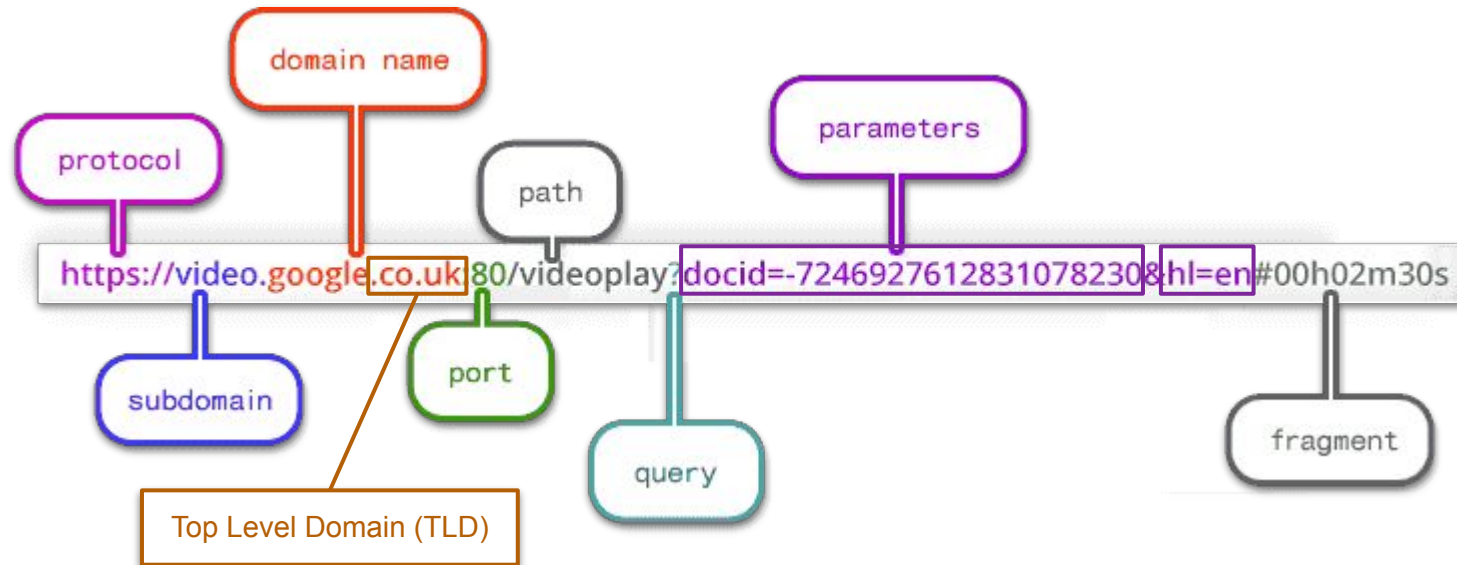 domain name
parameters
protocol
path
https://video.google.co.uk:80/videoplay?docid=-7246927612831078230&hl=en#00h02m30s
subdomain
port
query
fragment
Top Level Domain (TLD)